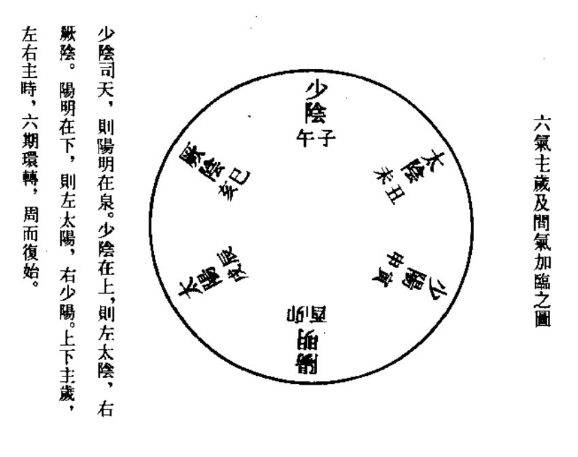 六氣主歲及間氣加臨之圖
少陰
子午
太陰
丑未
少陽
寅申
陽明
卯酉
太陽
辰戌
厥陰
巳亥
少陰司天,則陽明在泉。少陰在上,則左太陰,右
厥陰。陽明在下,則左太陽,右少陽。上下主歲,
左右主時,六期環轉,周而復始。